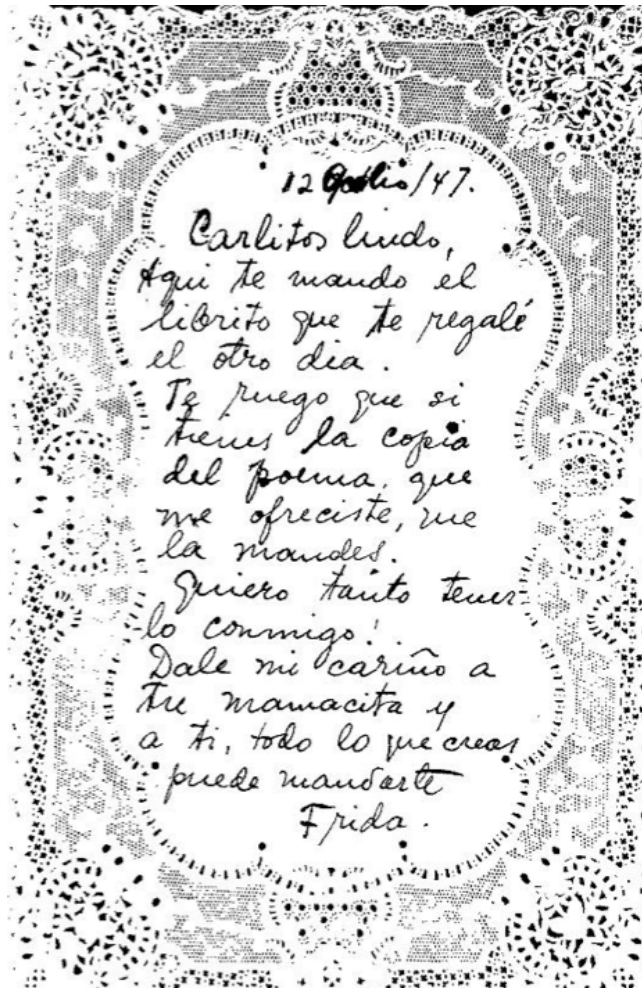 12 /47.
Carlitos lindo,
Aqui te mando el
librito que te regalé
el otro dia.
Te ruego que si
tienes la copia
del poema, que
me ofreciste, me
la mandes.
Quiero tanto tener
lo conmigo!
Dale mi cariño a
tu mamacita y
a ti, todo lo que creas
puede mandarte
Frida.